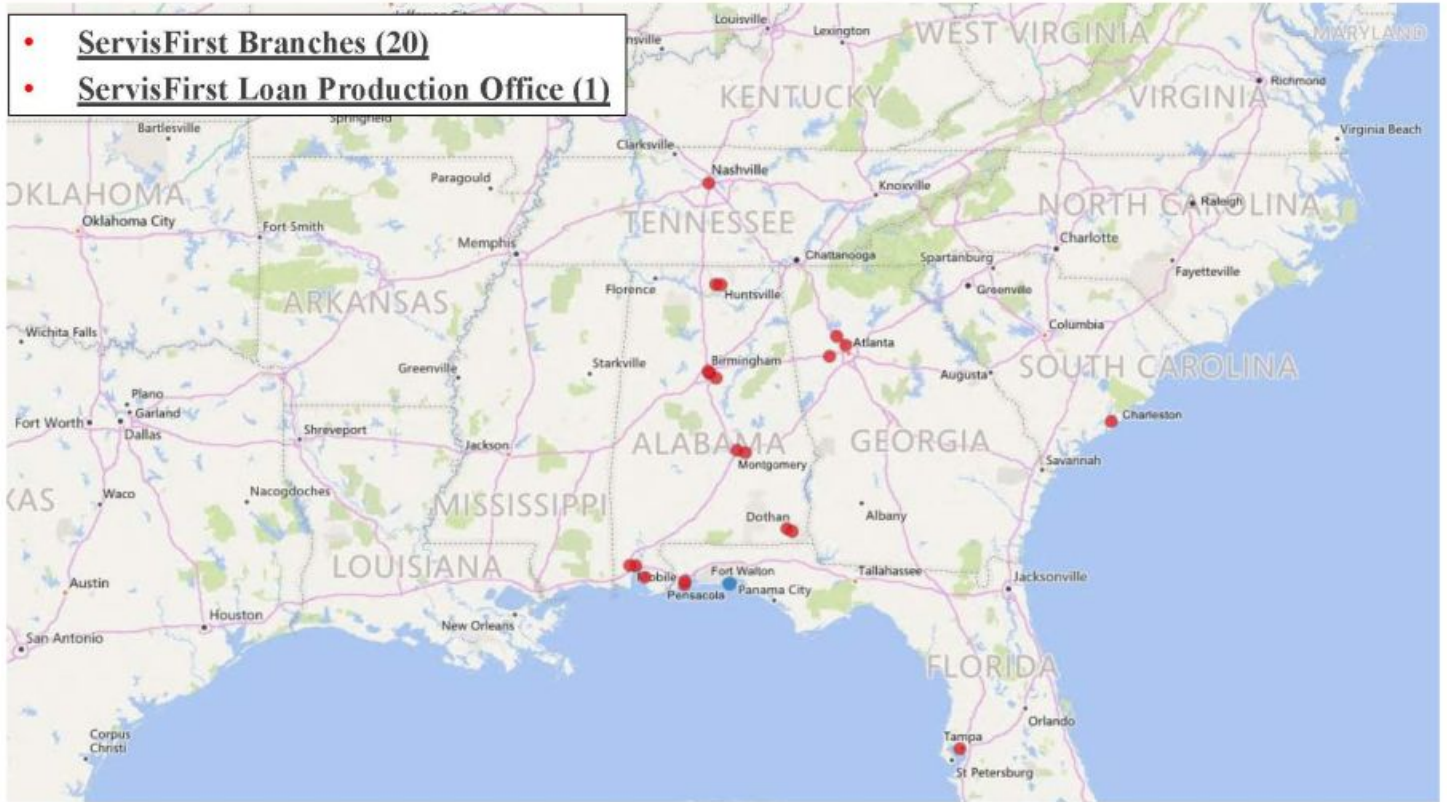 • ServisFirst Branches (20)
• ServisFirst Loan Production Office (1)
Louisville
Lexington
WEST VIRGINIA
MARYLAND
nsville
Richmond
KENTUCKY
VIRGINIA
Springfield
Bartlesville
Virginia Beach
Clarksville
Nashville
Paragould
Knoxville
OKLAHOMA
NORTH CAROLINA
Raleigh
Oklahoma City
Fort Smith
TENNESSEE
Memphis
Charlotte
Chattanooga
Spartanburg
Fayetteville
Florence
Huntsville
Greenville
ARKANSAS
Wichita Falls
Columbia
Atlanta
Starkville
Birmingham
Greenville
Augusta
SOUTH CAROLINA
Plano
Garland
Fort Worth
Dallas
Charleston
Shreveport
Jackson
ALABAMA
GEORGIA
Montgomery
Savannah
Waco
Nacogdoches
XAS
MISSISSIPPI
Dothan
Albany
LOUISIANA
Mobile
Fort Walton
Tallahassee
Jacksonville
Austin
Pensacola
Panama City
Houston
New Orleans
San Antonio
FLORIDA
Orlando
Corpus
Christi
Tampa
St Petersburg